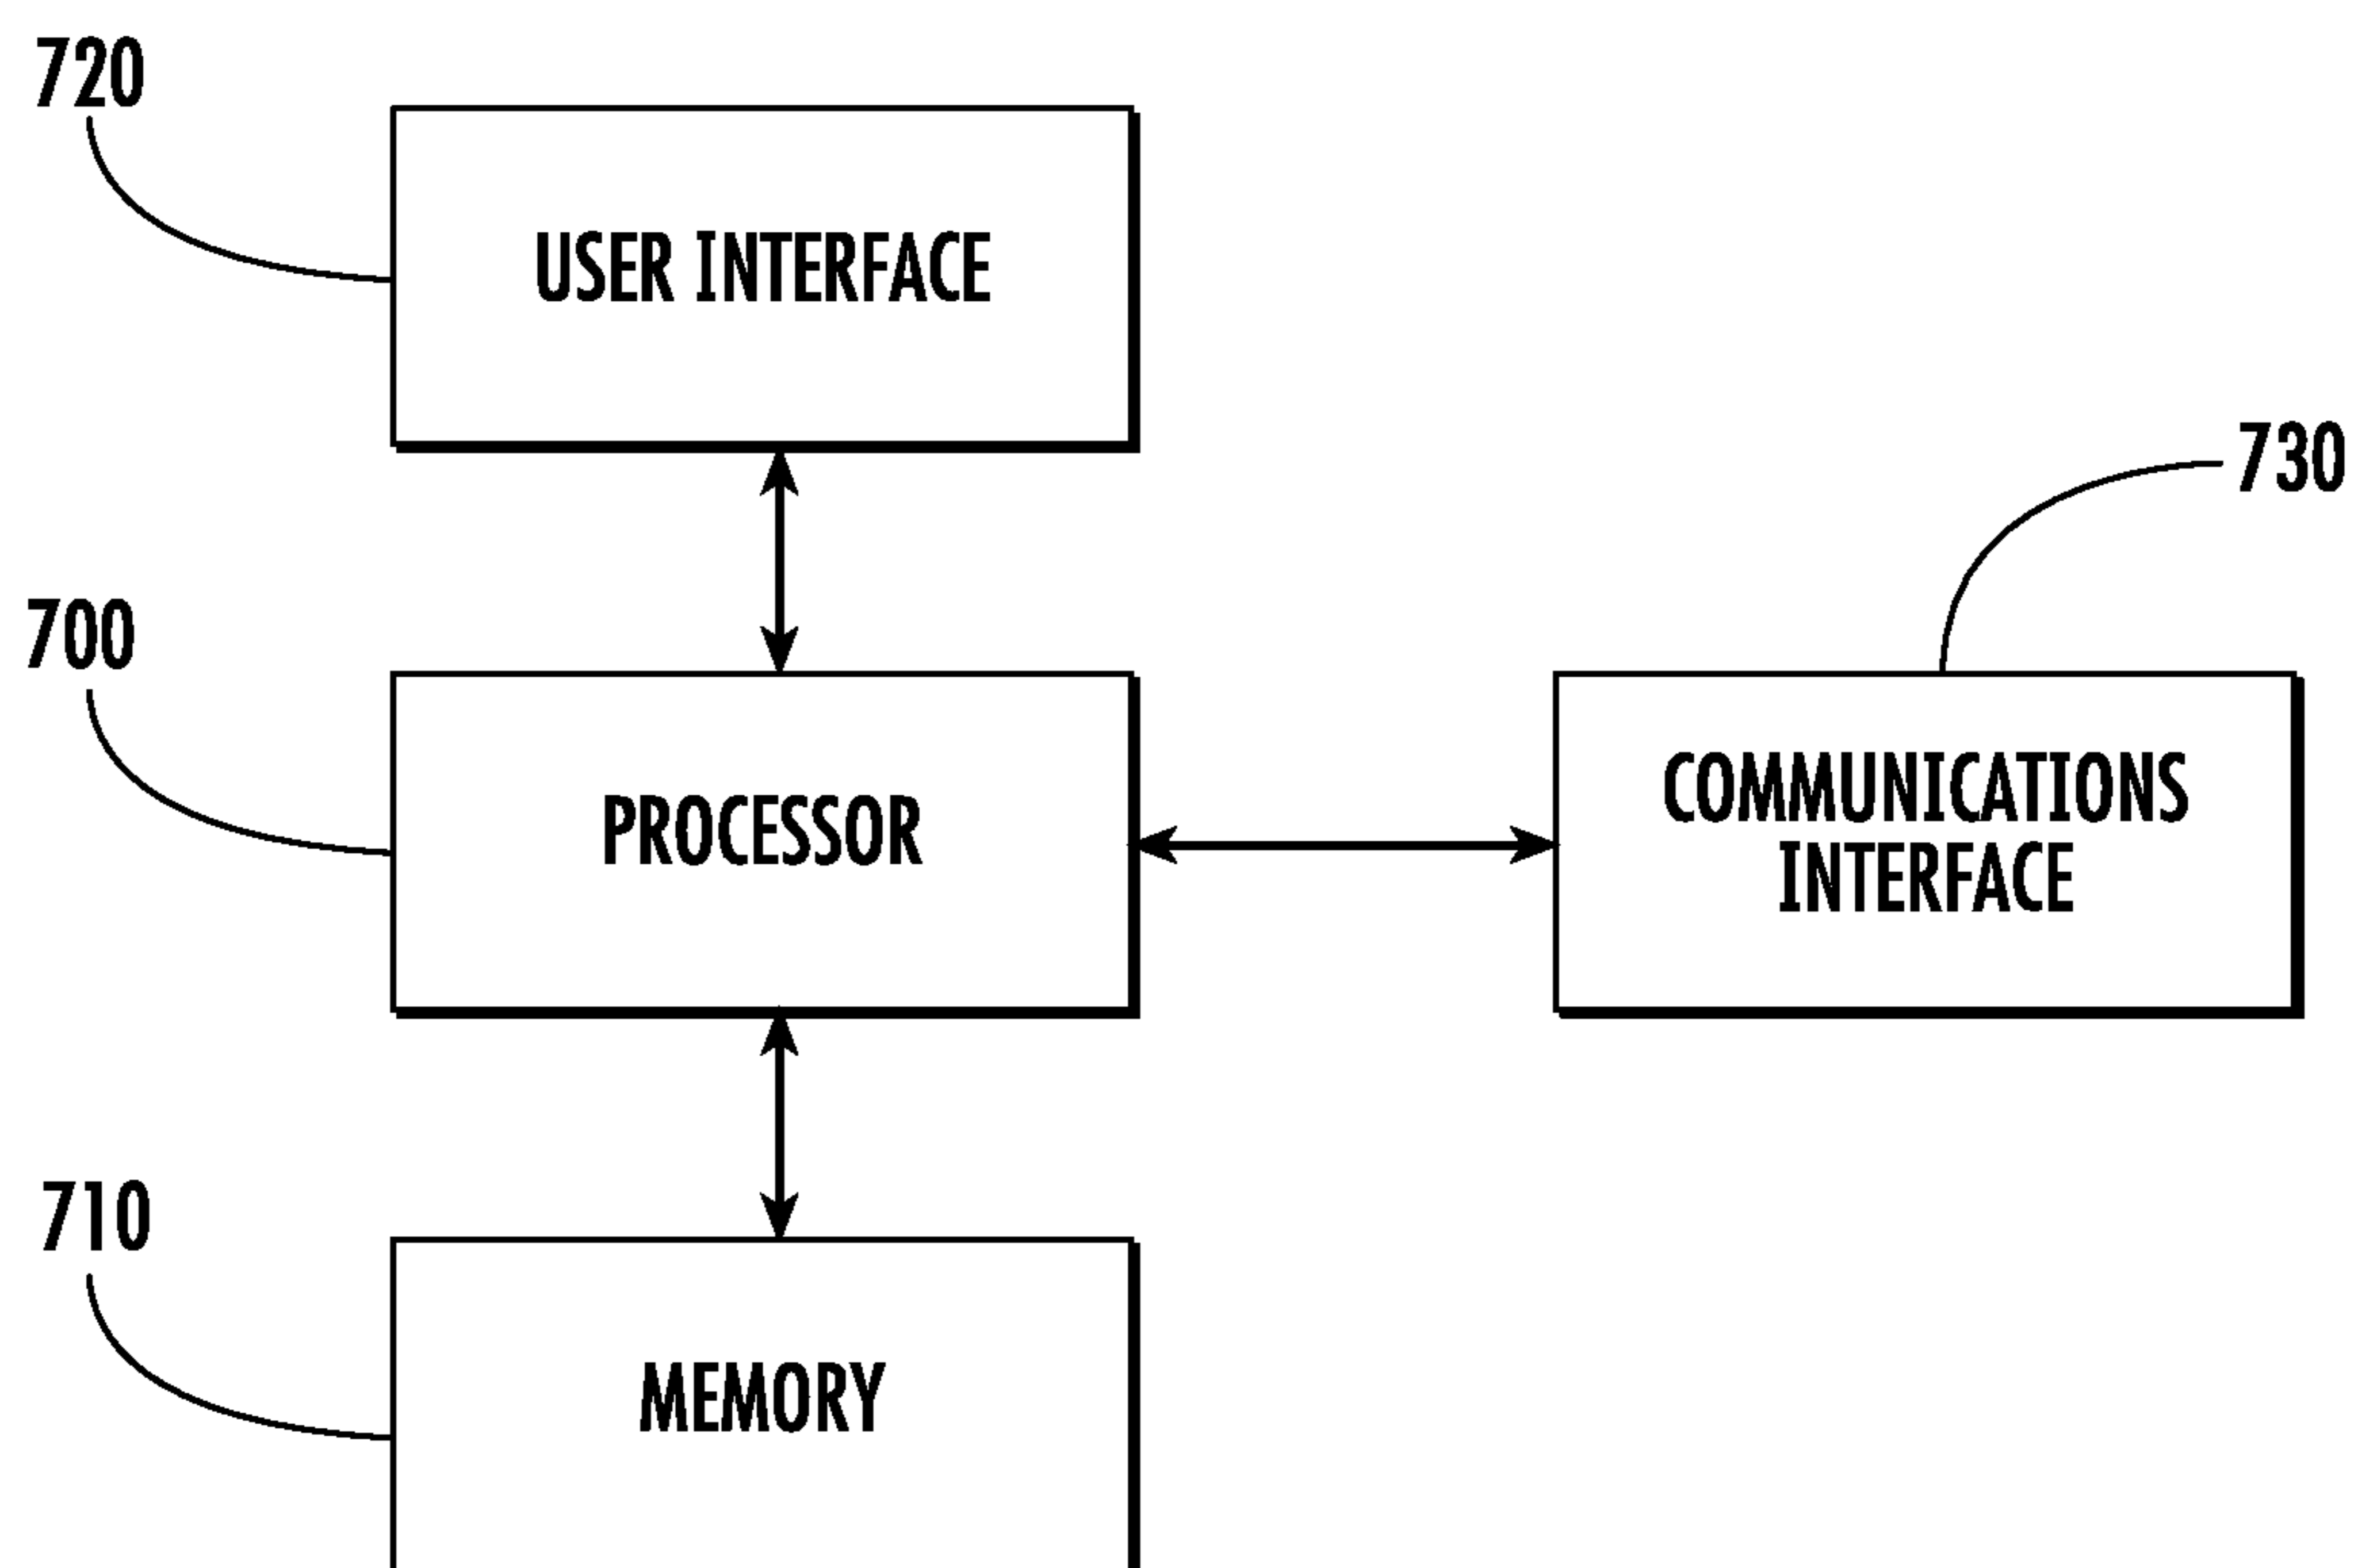 720
USER INTERFACE
730
700
PROCESSOR
COMMUNICATIONS
INTERFACE
710
MEMORY